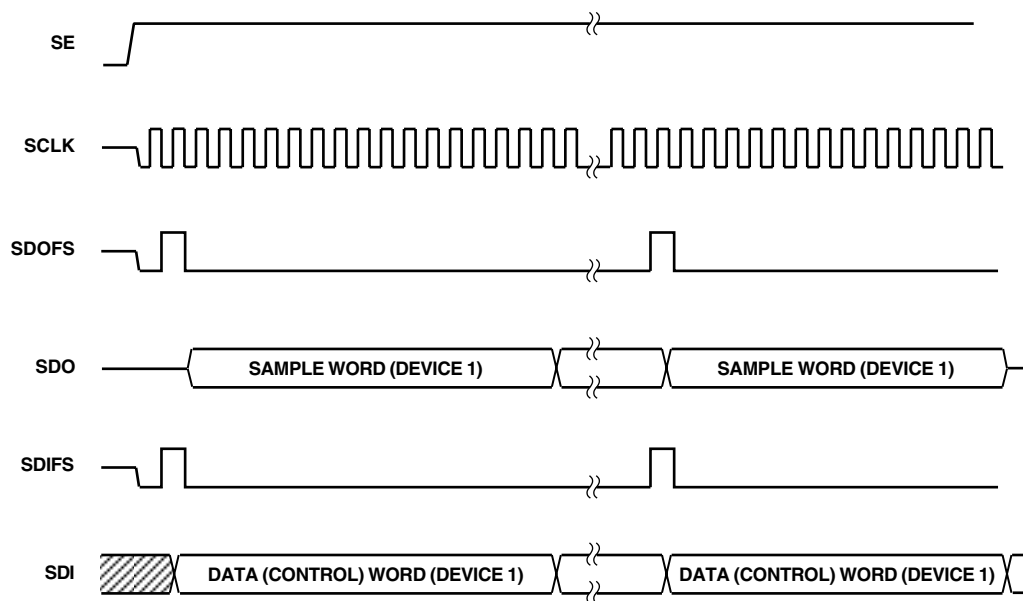 SE
SCLK
SDOFS
SDO
SAMPLE WORD (DEVICE 1) SAMPLE WORD (DEVICE 1)
SDIFS
SDI
DATA (CONTROL) WORD (DEVICE 1) DATA (CONTROL) WORD (DEVICE 1)